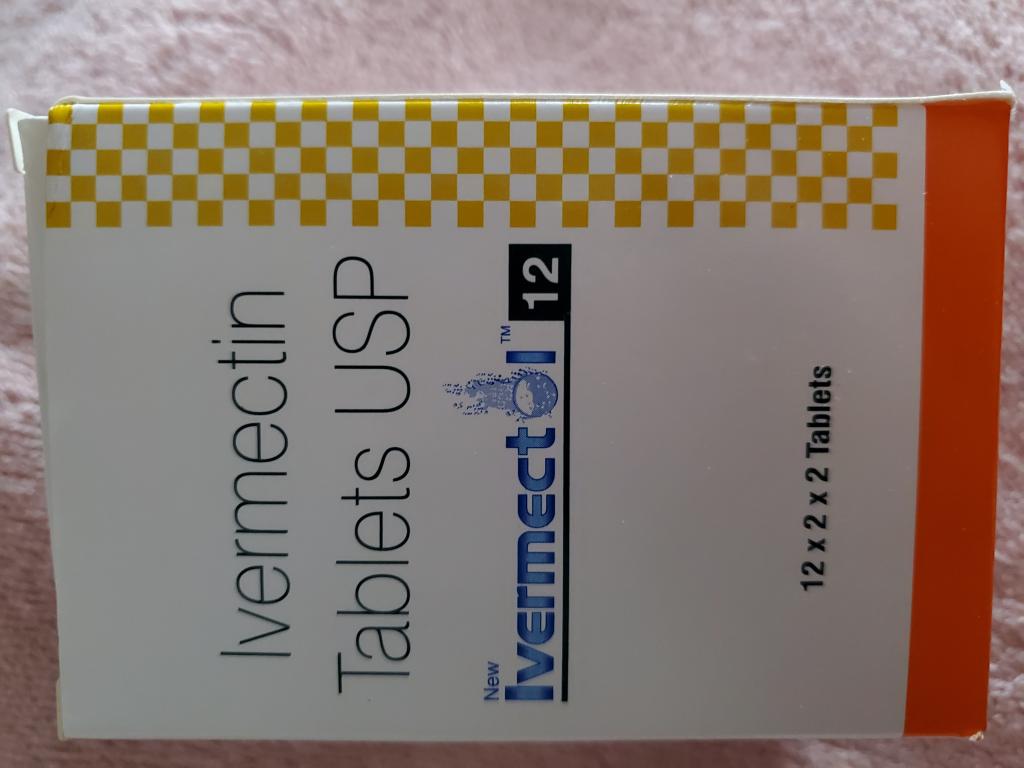 Ivermectin
Tablets USP
New
Ivermectol™ 12
12 x 2 x 2 Tablets